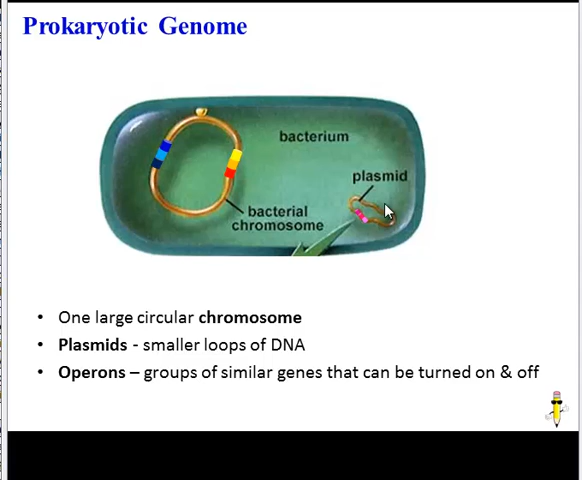 Prokaryotic Genome
bacterium
plasmid
bacterial
chromosome
• One large circular chromosome
• Plasmids - smaller loops of DNA
• Operons – groups of similar genes that can be turned on & off